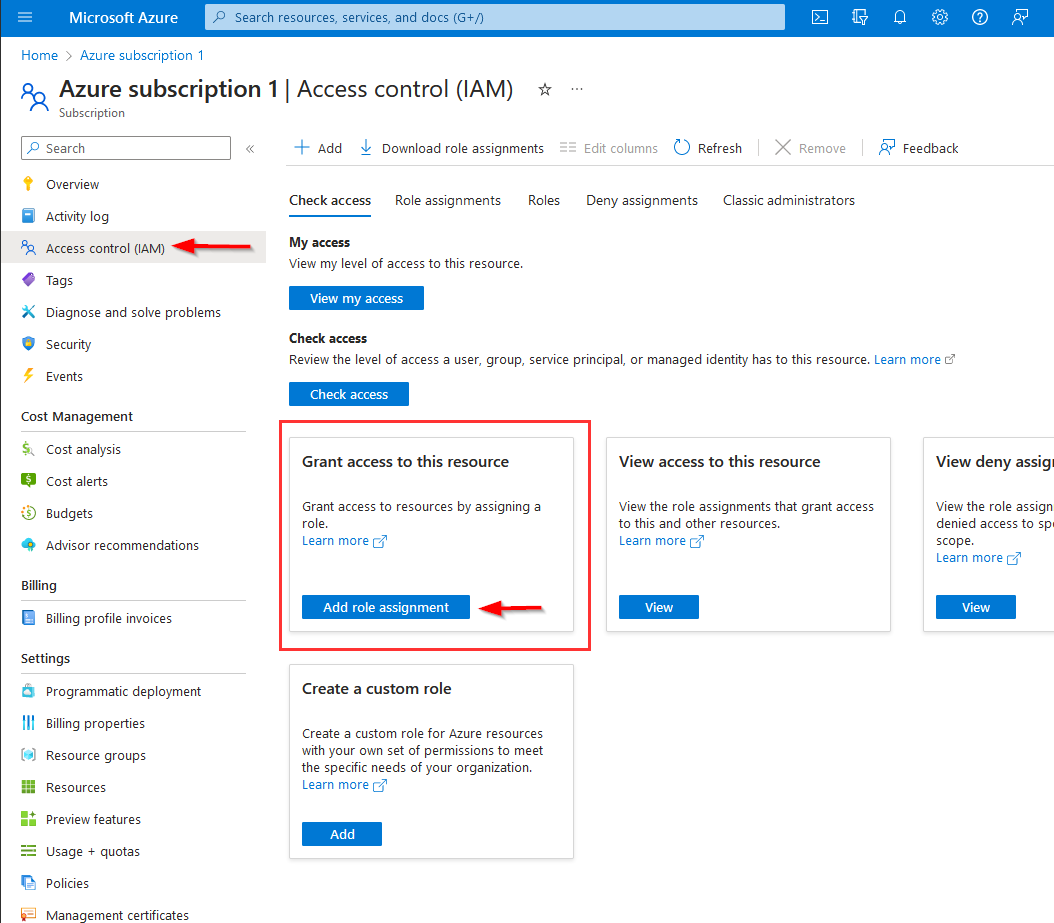 Microsoft Azure
Search resources, services, and docs (G+/)
Home > Azure subscription 1
Azure subscription 1 | Access control (IAM)
Subscription
Search
Overview
Activity log
Access control (IAM)
Tags
Diagnose and solve problems
Security
Events
Cost Management
Cost analysis
Cost alerts
Budgets
Advisor recommendations
Billing
Billing profile invoices
Settings
Programmatic deployment
Billing properties
Resource groups
Resources
Preview features
Usage + quotas
Policies
Management certificates
Add
Download role assignments
Edit columns
Refresh
Remove
Feedback
Check access
Role assignments
Roles
Deny assignments
Classic administrators
My access
View my level of access to this resource.
View my access
Check access
Review the level of access a user, group, service principal, or managed identity has to this resource. Learn more
Check access
Grant access to this resource
Grant access to resources by assigning a
role.
Learn more
Add role assignment
View access to this resource
View the role assignments that grant access
to this and other resources.
Learn more
View
View deny assign
View the role assign
denied access to spe
scope.
Learn more
View
Create a custom role
Create a custom role for Azure resources
with your own set of permissions to meet
the specific needs of your organization.
Learn more
Add